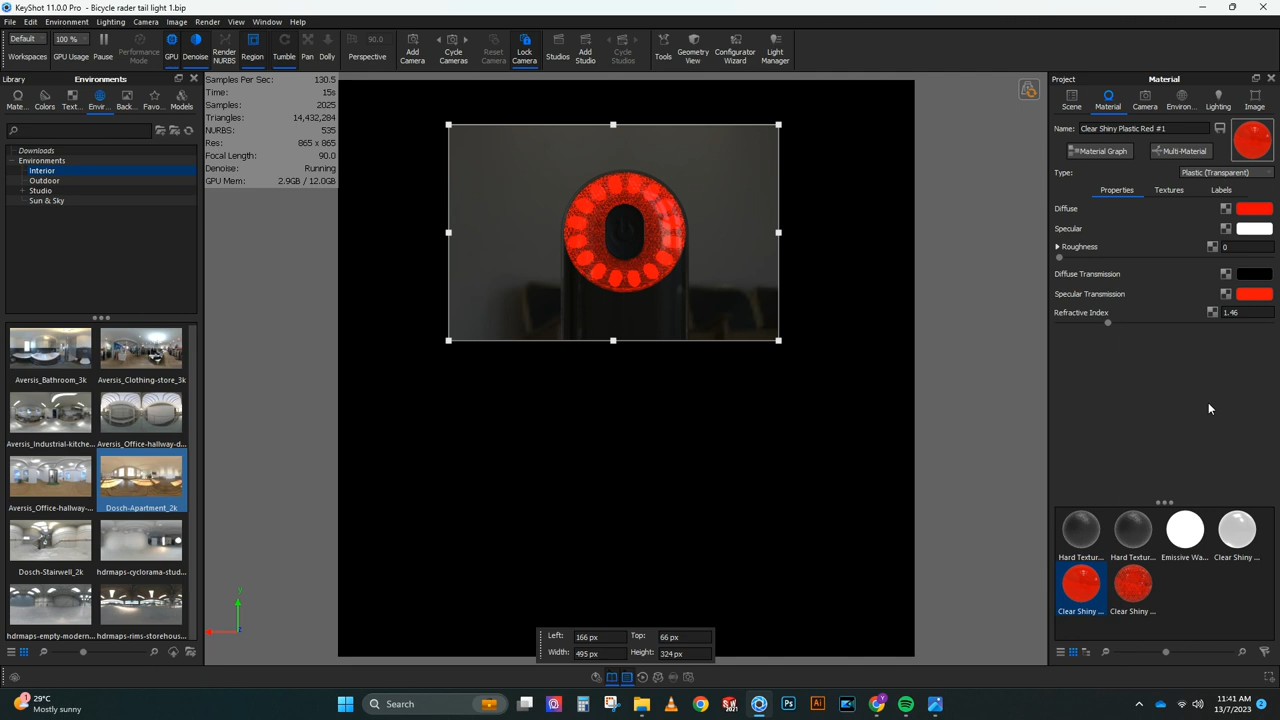 KeyShot 11.0.0 Pro - Bicycle rader tail light 1.bip
File Edit Environment Lighting Camera Image Render View Window Help
Default 100 % 90.0
Workspaces GPU Usage Pause Performance Mode GPU Denoise Render NURBS Region Tumble Pan Dolly Perspective Add Camera Cycle Cameras Reset Camera Lock Camera Studios Add Studio Cycle Studios Tools Geometry View Configurator Wizard Light Manager
Library Environments
Mate... Colors Text... Envir... Back... Favo... Models
Downloads
Environments
Interior
Outdoor
Studio
Sun & Sky
Aversis_Bathroom_3k Aversis_Clothing-store_3k
Aversis_Industrial-kitche... Aversis_Office-hallway-d...
Aversis_Office-hallway-... Dosch-Apartment_2k
Dosch-Stairwell_2k hdrmaps-cyclorama-stud...
hdrmaps-empty-modern... hdrmaps-rims-storehous...
Samples Per Sec: 130.5
Time: 15s
Samples: 2025
Triangles: 14,432,284
NURBS: 535
Res: 865 x 865
Focal Length: 90.0
Denoise: Running
GPU Mem: 2.9GB / 12.0GB
y
Left: 166 px Top: 66 px
Width: 495 px Height: 324 px
Project Material
Scene Material Camera Environ... Lighting Image
Name: Clear Shiny Plastic Red #1
Material Graph Multi-Material
Type: Plastic (Transparent)
Properties Textures Labels
Diffuse
Specular
Roughness 0
Diffuse Transmission
Specular Transmission
Refractive Index 1.46
Hard Textur... Hard Textur... Emissive Wa... Clear Shiny ...
Clear Shiny ... Clear Shiny ...
29°C
Mostly sunny
Search
11:41 AM
13/7/2023